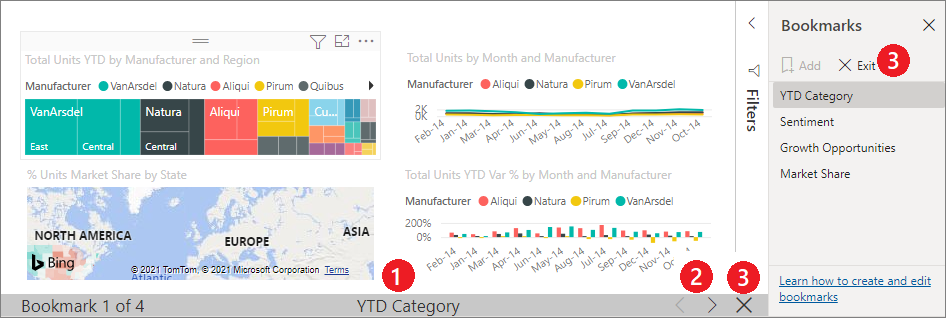 Total Units YTD by Manufacturer and Region
Manufacturer VanArsdel Natura Aliqui Pirum Quibus
VanArsdel Natura Aliqui Pirum Cu...
East Central Central
Total Units by Month and Manufacturer
Manufacturer Aliqui Natura Pirum VanArsdel
2K
0K
Feb-14 Jan-14 Mar-14 Apr-14 Jun-14 May-14 Aug-14 Jul-14 Sep-14 Dec-14 Nov-14 Oct-14
% Units Market Share by State
NORTH AMERICA
EUROPE
ASIA
Atlantic
Bing
© 2021 TomTom, © 2021 Microsoft Corporation Terms
Total Units YTD Var % by Month and Manufacturer
Manufacturer Aliqui Natura Pirum VanArsdel
200%
0%
Feb-14 Jan-14 Mar-14 Apr-14 Jun-14 May-14 Aug-14 Jul-14 Sep-14 Dec-14 Nov-14
1
2
3
Bookmark 1 of 4
YTD Category
Filters
Bookmarks
Add
Exit
3
YTD Category
Sentiment
Growth Opportunities
Market Share
Learn how to create and edit
bookmarks